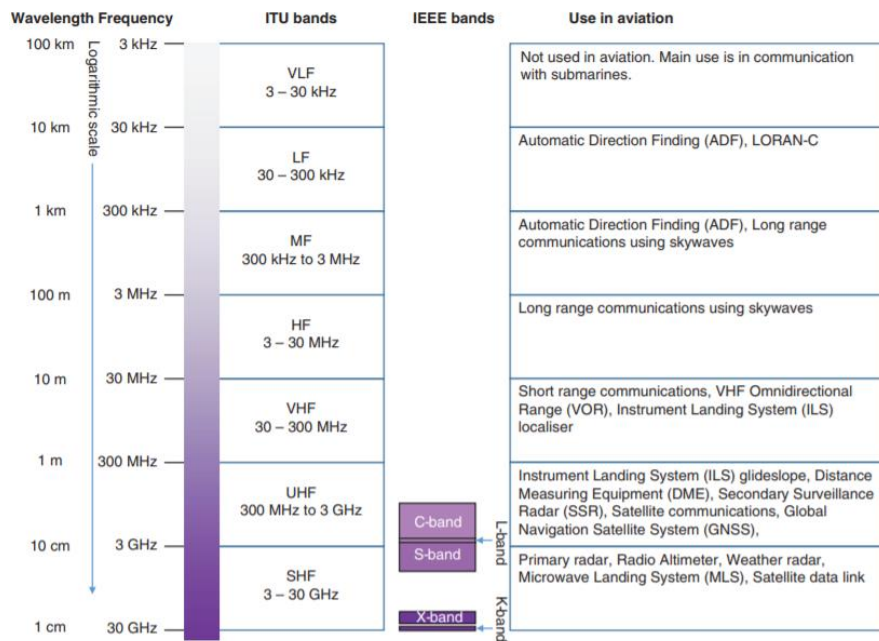 Wavelength Frequency ITU bands IEEE bands Use in aviation
100 km 3 kHz
Logarithmic scale
VLF
3 – 30 kHz
Not used in aviation. Main use is in communication
with submarines.
10 km 30 kHz
LF
30 – 300 kHz
Automatic Direction Finding (ADF), LORAN-C
1 km 300 kHz
MF
300 kHz to 3 MHz
Automatic Direction Finding (ADF), Long range
communications using skywaves
100 m 3 MHz
HF
3 – 30 MHz
Long range communications using skywaves
10 m 30 MHz
VHF
30 – 300 MHz
Short range communications, VHF Omnidirectional
Range (VOR), Instrument Landing System (ILS)
localiser
1 m 300 MHz
UHF
300 MHz to 3 GHz
C-band
L-band
Instrument Landing System (ILS) glideslope, Distance
Measuring Equipment (DME), Secondary Surveillance
Radar (SSR), Satellite communications, Global
Navigation Satellite System (GNSS),
10 cm 3 GHz
S-band
SHF
3 – 30 GHz
Primary radar, Radio Altimeter, Weather radar,
Microwave Landing System (MLS), Satellite data link
X-band
K-band
1 cm 30 GHz